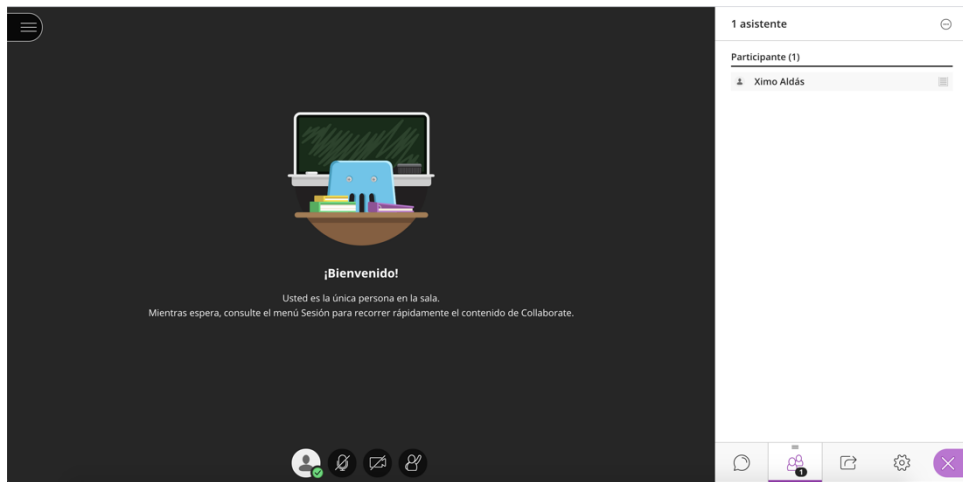 1 asistente
Participante (1)
Ximo Aldás
¡Bienvenido!
Usted es la única persona en la sala.
Mientras espera, consulte el menú Sesión para recorrer rápidamente el contenido de Collaborate.
1